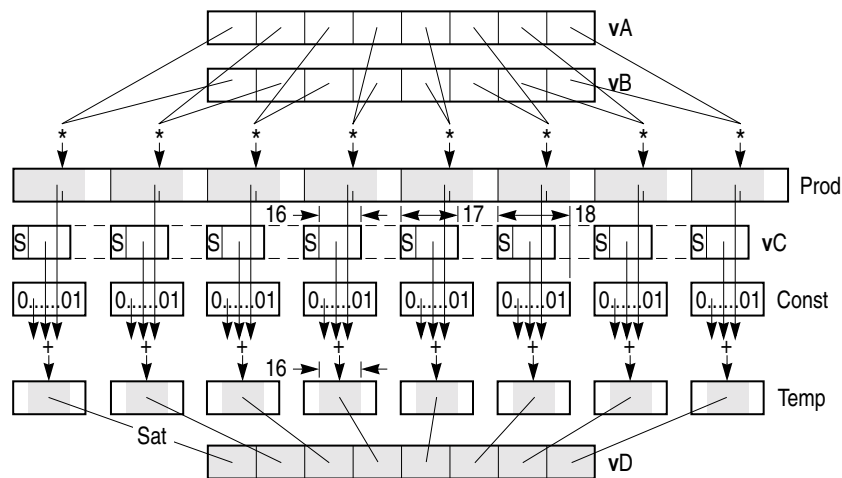 vA
vB
* * * * * * * *
Prod
16 17 18
S S S S S S S S vC
0......01 0......01 0......01 0......01 0......01 0......01 0......01 0......01 Const
+ + + + + + + +
16
Temp
Sat
vD